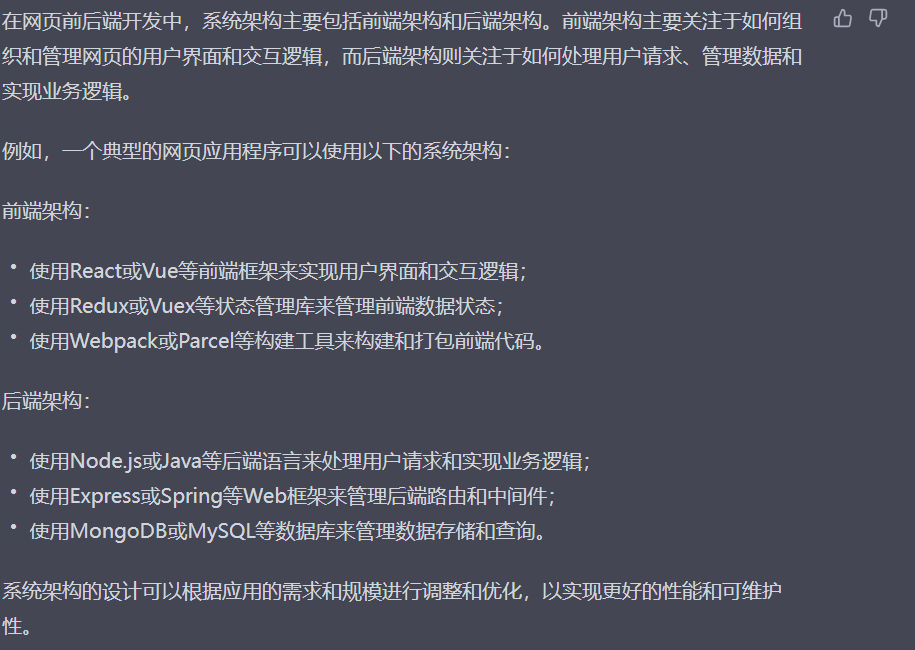 在网页前后端开发中，系统架构主要包括前端架构和后端架构。前端架构主要关注于如何组
织和管理网页的用户界面和交互逻辑，而后端架构则关注于如何处理用户请求、管理数据和
实现业务逻辑。
例如，一个典型的网页应用程序可以使用以下的系统架构：
前端架构：
• 使用React或Vue等前端框架来实现用户界面和交互逻辑；
• 使用Redux或Vuex等状态管理库来管理前端数据状态；
• 使用Webpack或Parcel等构建工具来构建和打包前端代码。
后端架构：
• 使用Node.js或Java等后端语言来处理用户请求和实现业务逻辑；
• 使用Express或Spring等Web框架来管理后端路由和中间件；
• 使用MongoDB或MySQL等数据库来管理数据存储和查询。
系统架构的设计可以根据应用的需求和规模进行调整和优化，以实现更好的性能和可维护
性。